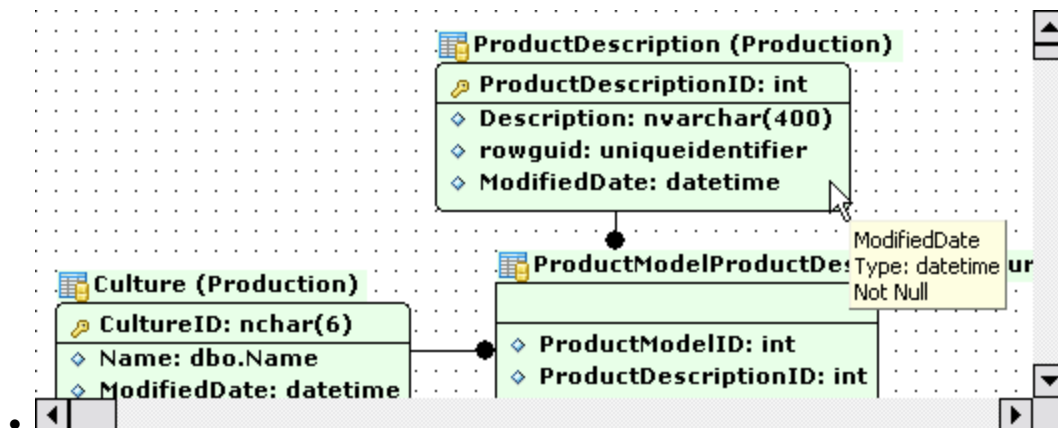 ProductDescription (Production)
ProductDescriptionID: int
Description: nvarchar(400)
rowguid: uniqueidentifier
ModifiedDate: datetime
ModifiedDate
Type: datetime
Not Null
ProductModelProductDes
ur
Culture (Production)
CultureID: nchar(6)
Name: dbo.Name
ModifiedDate: datetime
ProductModelID: int
ProductDescriptionID: int